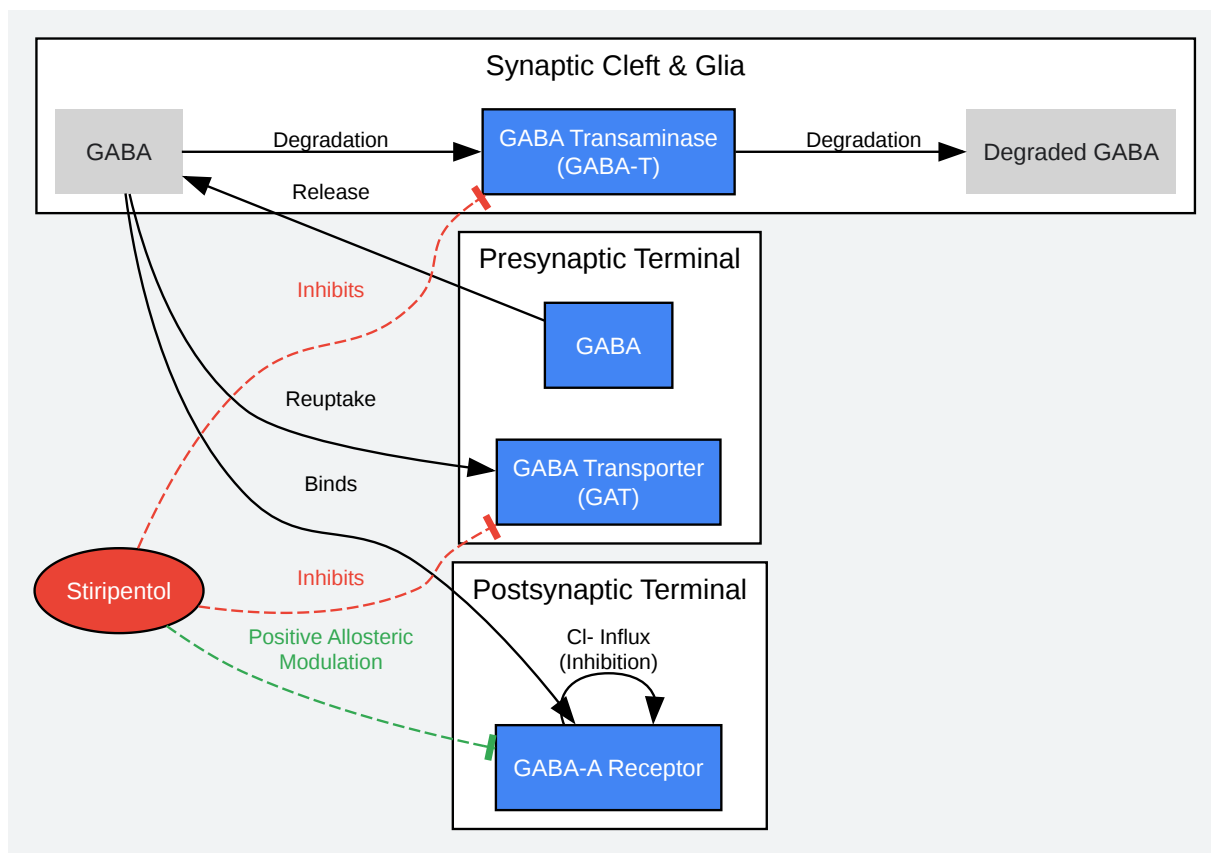 Synaptic Cleft & Glia
GABA
Degradation
GABA Transaminase
(GABA-T)
Degradation
Degraded GABA
Release
Presynaptic Terminal
Inhibits
GABA
Reuptake
GABA Transporter
(GAT)
Binds
Stiripentol
Inhibits
Postsynaptic Terminal
Positive Allosteric
Modulation
Cl- Influx
(Inhibition)
GABA-A Receptor